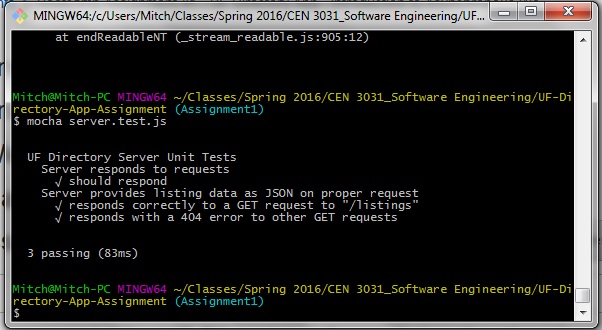 MINGW64:/c/Users/Mitch/Classes/Spring 2016/CEN 3031_Software Engineering/UF...
at endReadableNT (_stream_readable.js:905:12)
Mitch@Mitch-PC MINGW64 ~/Classes/Spring 2016/CEN 3031_Software Engineering/UF-Di
rectory-App-Assignment (Assignment1)
$ mocha server.test.js
UF Directory Server Unit Tests
Server responds to requests
√ should respond
Server provides listing data as JSON on proper request
√ responds correctly to a GET request to "/listings"
√ responds with a 404 error to other GET requests
3 passing (83ms)
Mitch@Mitch-PC MINGW64 ~/Classes/Spring 2016/CEN 3031_Software Engineering/UF-Di
rectory-App-Assignment (Assignment1)
$